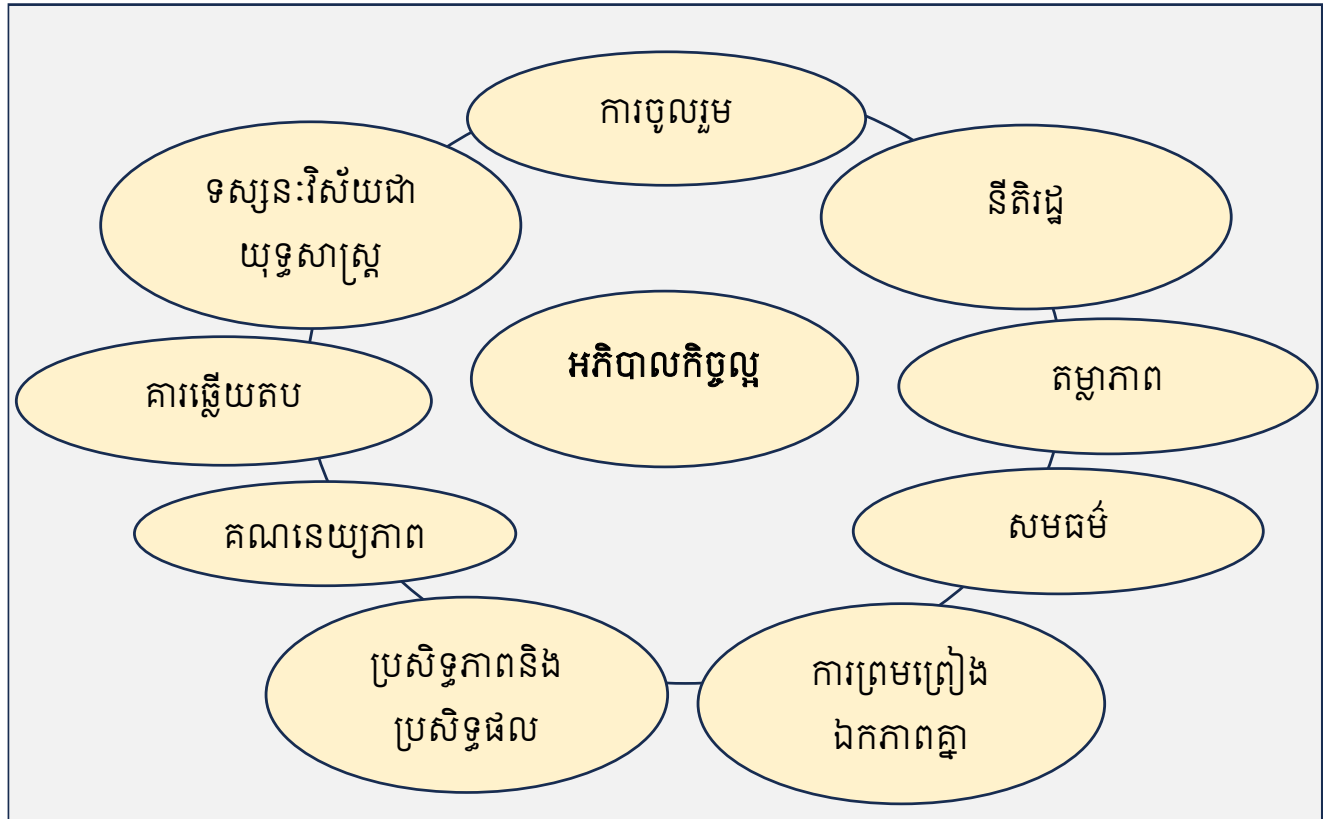 ការចូលរួម
ទស្សនៈវិស័យជា
យុទ្ធសាស្ត្រ
នីតិរដ្ឋ
អភិបាលកិច្ចល្អ
តម្លាភាព
គារឆ្លើយតប
សមធម៌
គណនេយ្យភាព
ប្រសិទ្ធភាពនិង
ប្រសិទ្ធផល
ការព្រមព្រៀង
ឯកភាពគ្នា